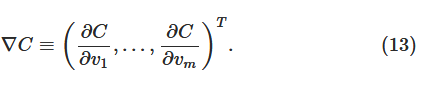 ∇C ≡ (∂C/∂v₁, . . . , ∂C/∂vₘ)ᵀ. (13)